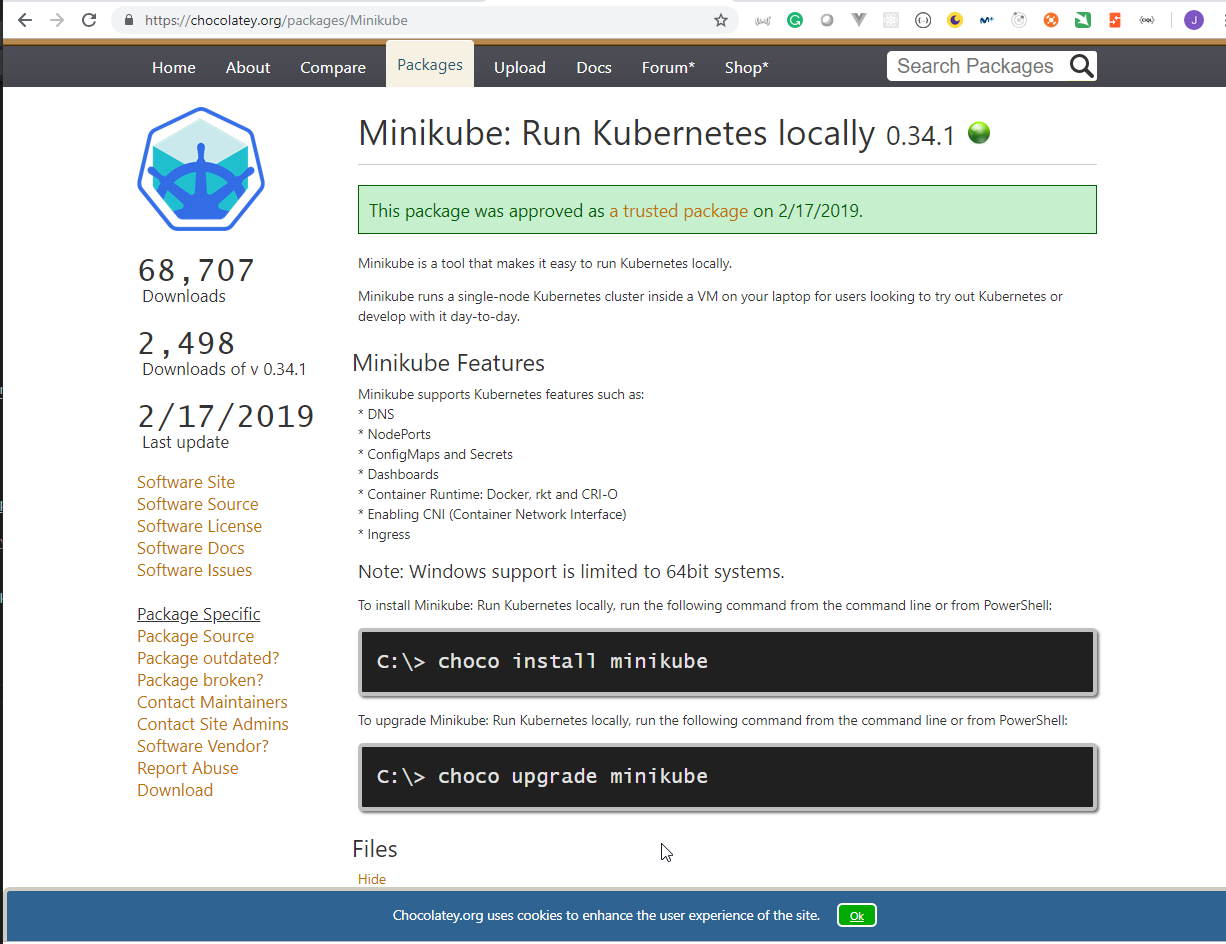 https://chocolatey.org/packages/Minikube
J
Home About Compare Packages Upload Docs Forum* Shop* Search Packages
Minikube: Run Kubernetes locally 0.34.1
This package was approved as a trusted package on 2/17/2019.
68,707
Downloads
2,498
Downloads of v 0.34.1
2/17/2019
Last update
Software Site
Software Source
Software License
Software Docs
Software Issues
Package Specific
Package Source
Package outdated?
Package broken?
Contact Maintainers
Contact Site Admins
Software Vendor?
Report Abuse
Download
Minikube is a tool that makes it easy to run Kubernetes locally.
Minikube runs a single-node Kubernetes cluster inside a VM on your laptop for users looking to try out Kubernetes or
develop with it day-to-day.
Minikube Features
Minikube supports Kubernetes features such as:
* DNS
* NodePorts
* ConfigMaps and Secrets
* Dashboards
* Container Runtime: Docker, rkt and CRI-O
* Enabling CNI (Container Network Interface)
* Ingress
Note: Windows support is limited to 64bit systems.
To install Minikube: Run Kubernetes locally, run the following command from the command line or from PowerShell:
C:\> choco install minikube
To upgrade Minikube: Run Kubernetes locally, run the following command from the command line or from PowerShell:
C:\> choco upgrade minikube
Files
Hide
Chocolatey.org uses cookies to enhance the user experience of the site. Ok